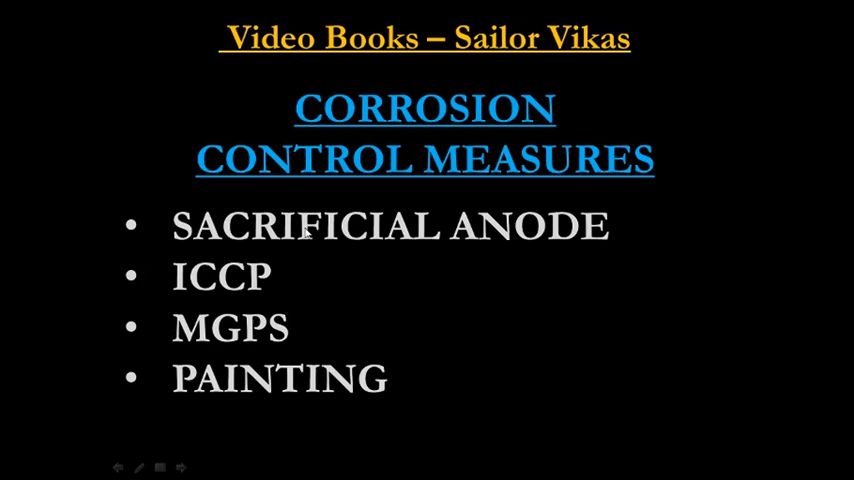 Video Books – Sailor Vikas
CORROSION
CONTROL MEASURES
• SACRIFICIAL ANODE
• ICCP
• MGPS
• PAINTING